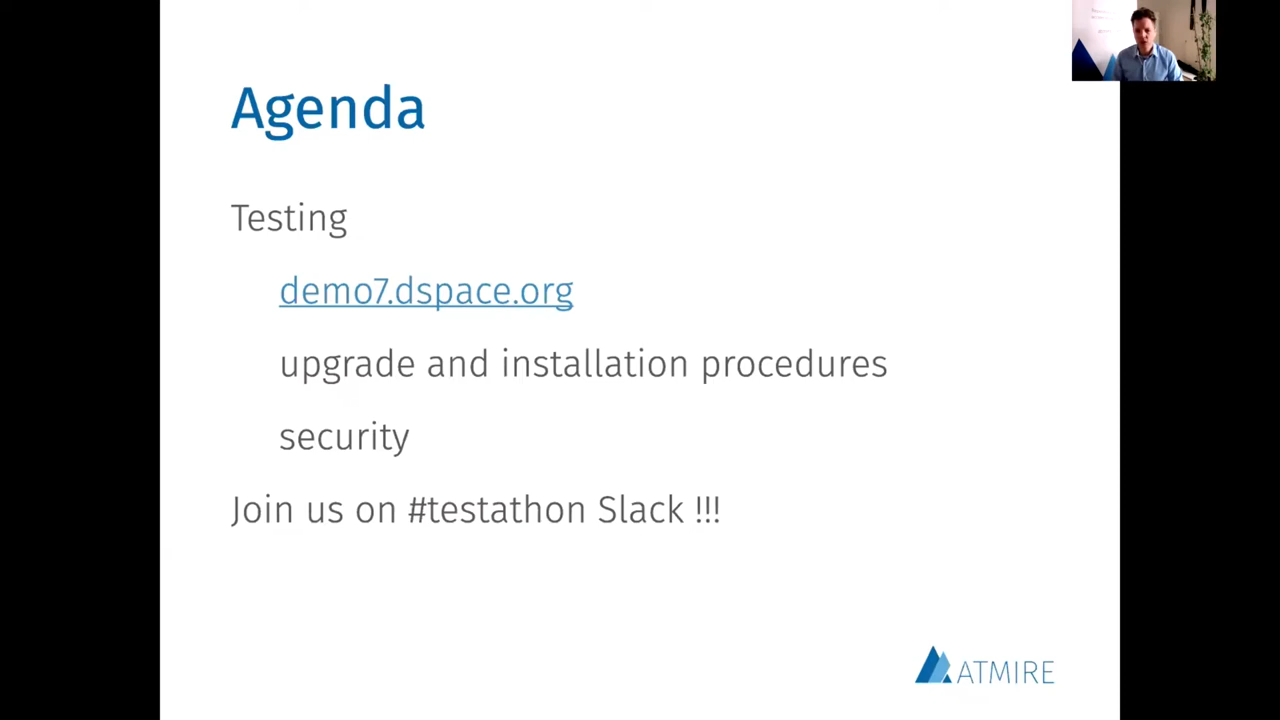 Agenda
Testing
demo7.dspace.org
upgrade and installation procedures
security
Join us on #testathon Slack !!!
ATMIRE